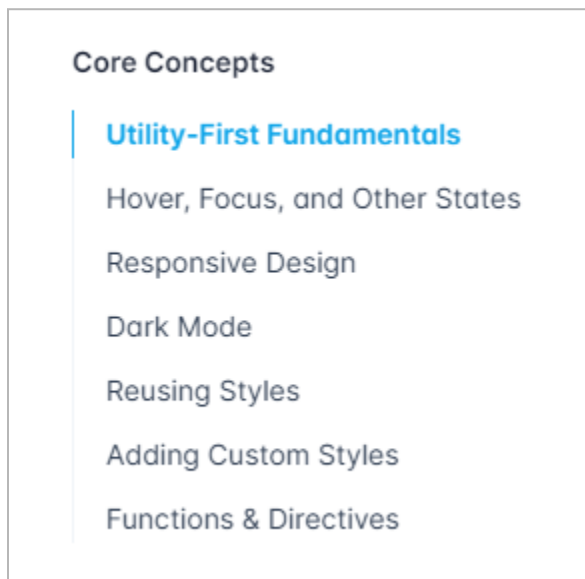 Core Concepts
Utility-First Fundamentals
Hover, Focus, and Other States
Responsive Design
Dark Mode
Reusing Styles
Adding Custom Styles
Functions & Directives